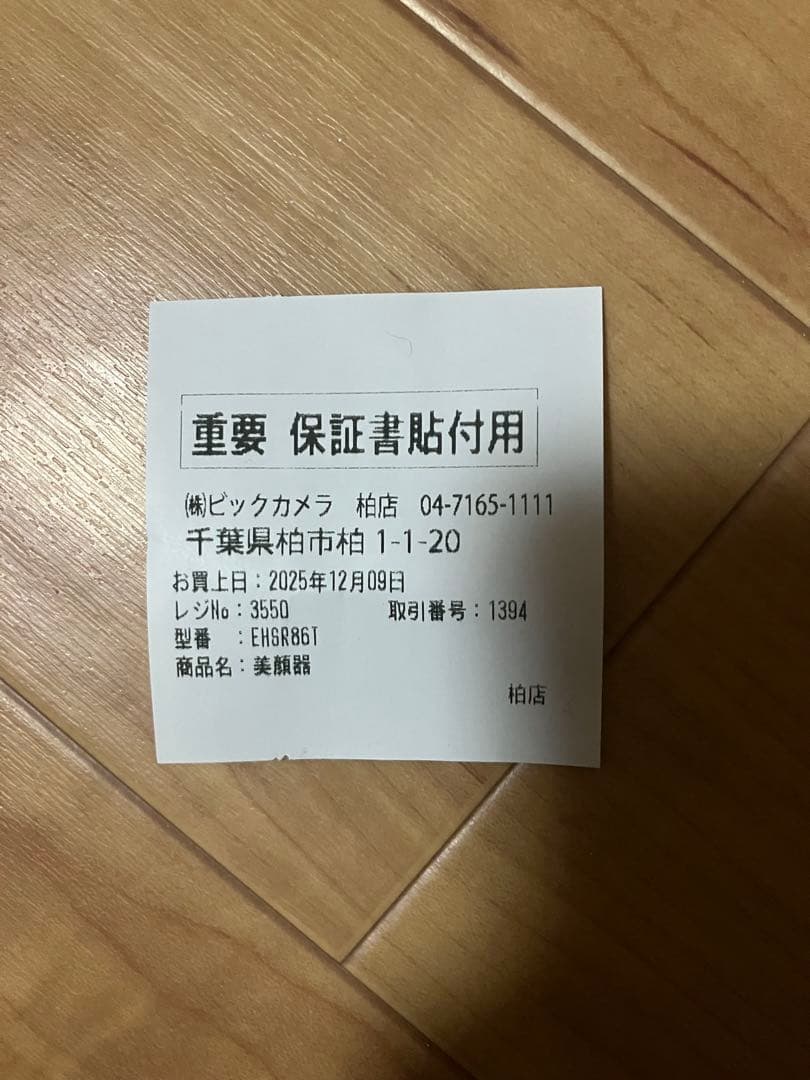 重要 保証書貼付用
㈱ビックカメラ 柏店 04-7165-1111
千葉県柏市柏1-1-20
お買上日：2025年12月09日
レジNo：3550 取引番号：1394
型番 ：EHSR86T
商品名：美顔器
柏店